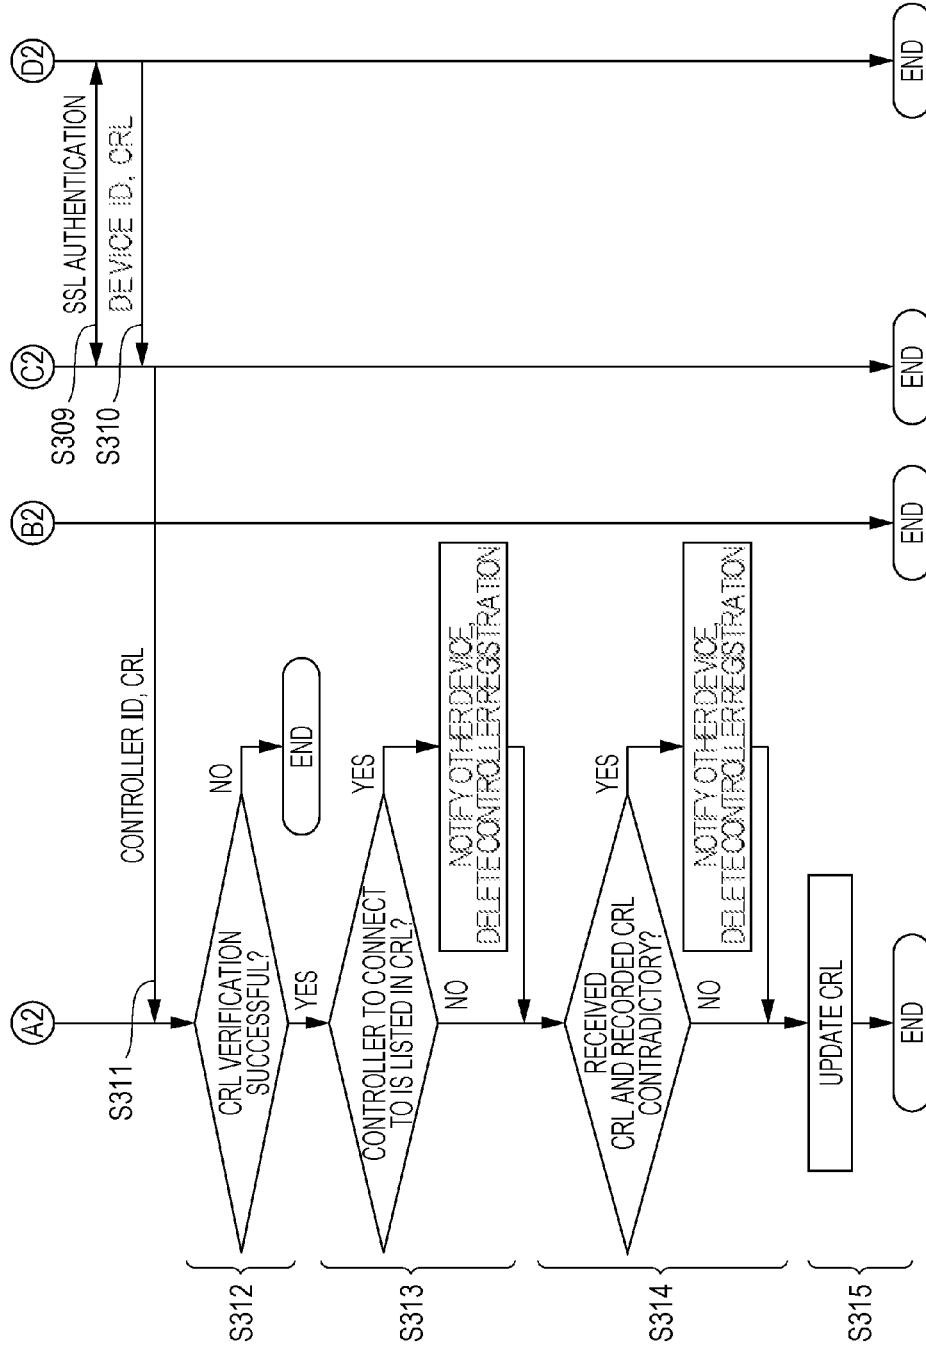 A2
B2
C2
D2
S309
SSL AUTHENTICATION
S310
DEVICE ID, CRL
S311
CONTROLLER ID, CRL
S312
CRL VERIFICATION
SUCCESSFUL?
NO
END
YES
S313
CONTROLLER TO CONNECT
TO IS LISTED IN CRL?
YES
NOTIFY OTHER DEVICE,
DELETE CONTROLLER REGISTRATION
NO
S314
RECEIVED
CRL AND RECORDED CRL
CONTRADICTORY?
YES
NOTIFY OTHER DEVICE,
DELETE CONTROLLER REGISTRATION
NO
S315
UPDATE CRL
END
END
END
END